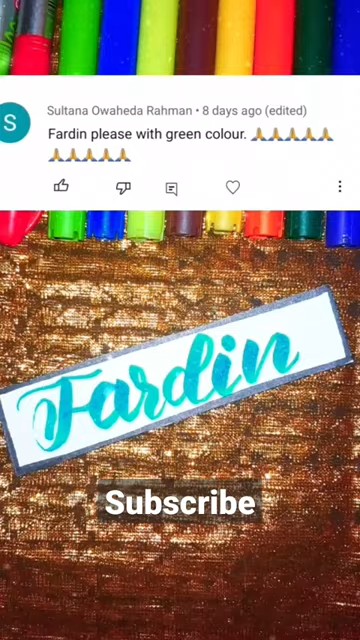 S
Sultana Owaheda Rahman • 8 days ago (edited)
Fardin please with green colour. 🙏🙏🙏🙏🙏
🙏🙏🙏🙏🙏
Fardin
Subscribe